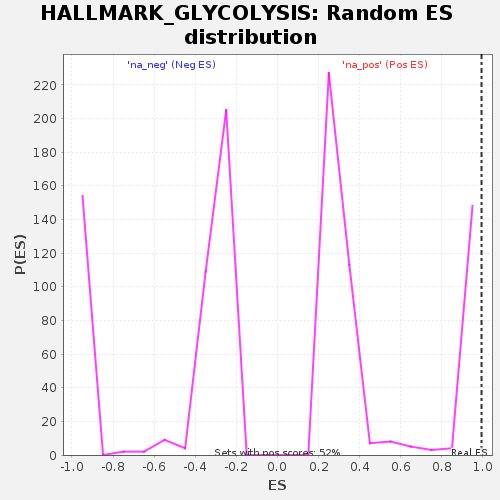 HALLMARK_GLYCOLYSIS: Random ES
distribution
'na_neg' (Neg ES)
'na_pos' (Pos ES)
220
200
180
160
140
120
100
80
60
40
20
0
P(ES)
Sets with pos scores: 52%
Real ES
-1.0 -0.8 -0.6 -0.4 -0.2 0.0 0.2 0.4 0.6 0.8 1.0
ES